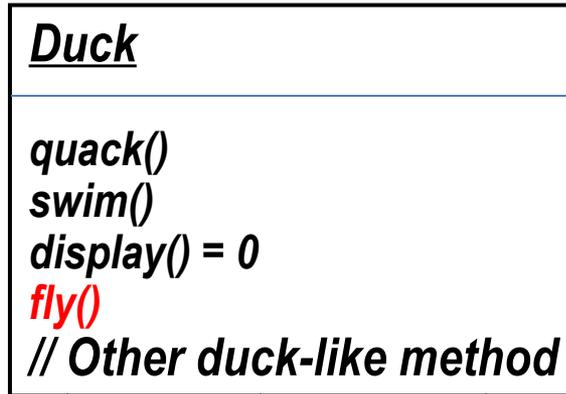 Duck
quack()
swim()
display() = 0
fly()
// Other duck-like method